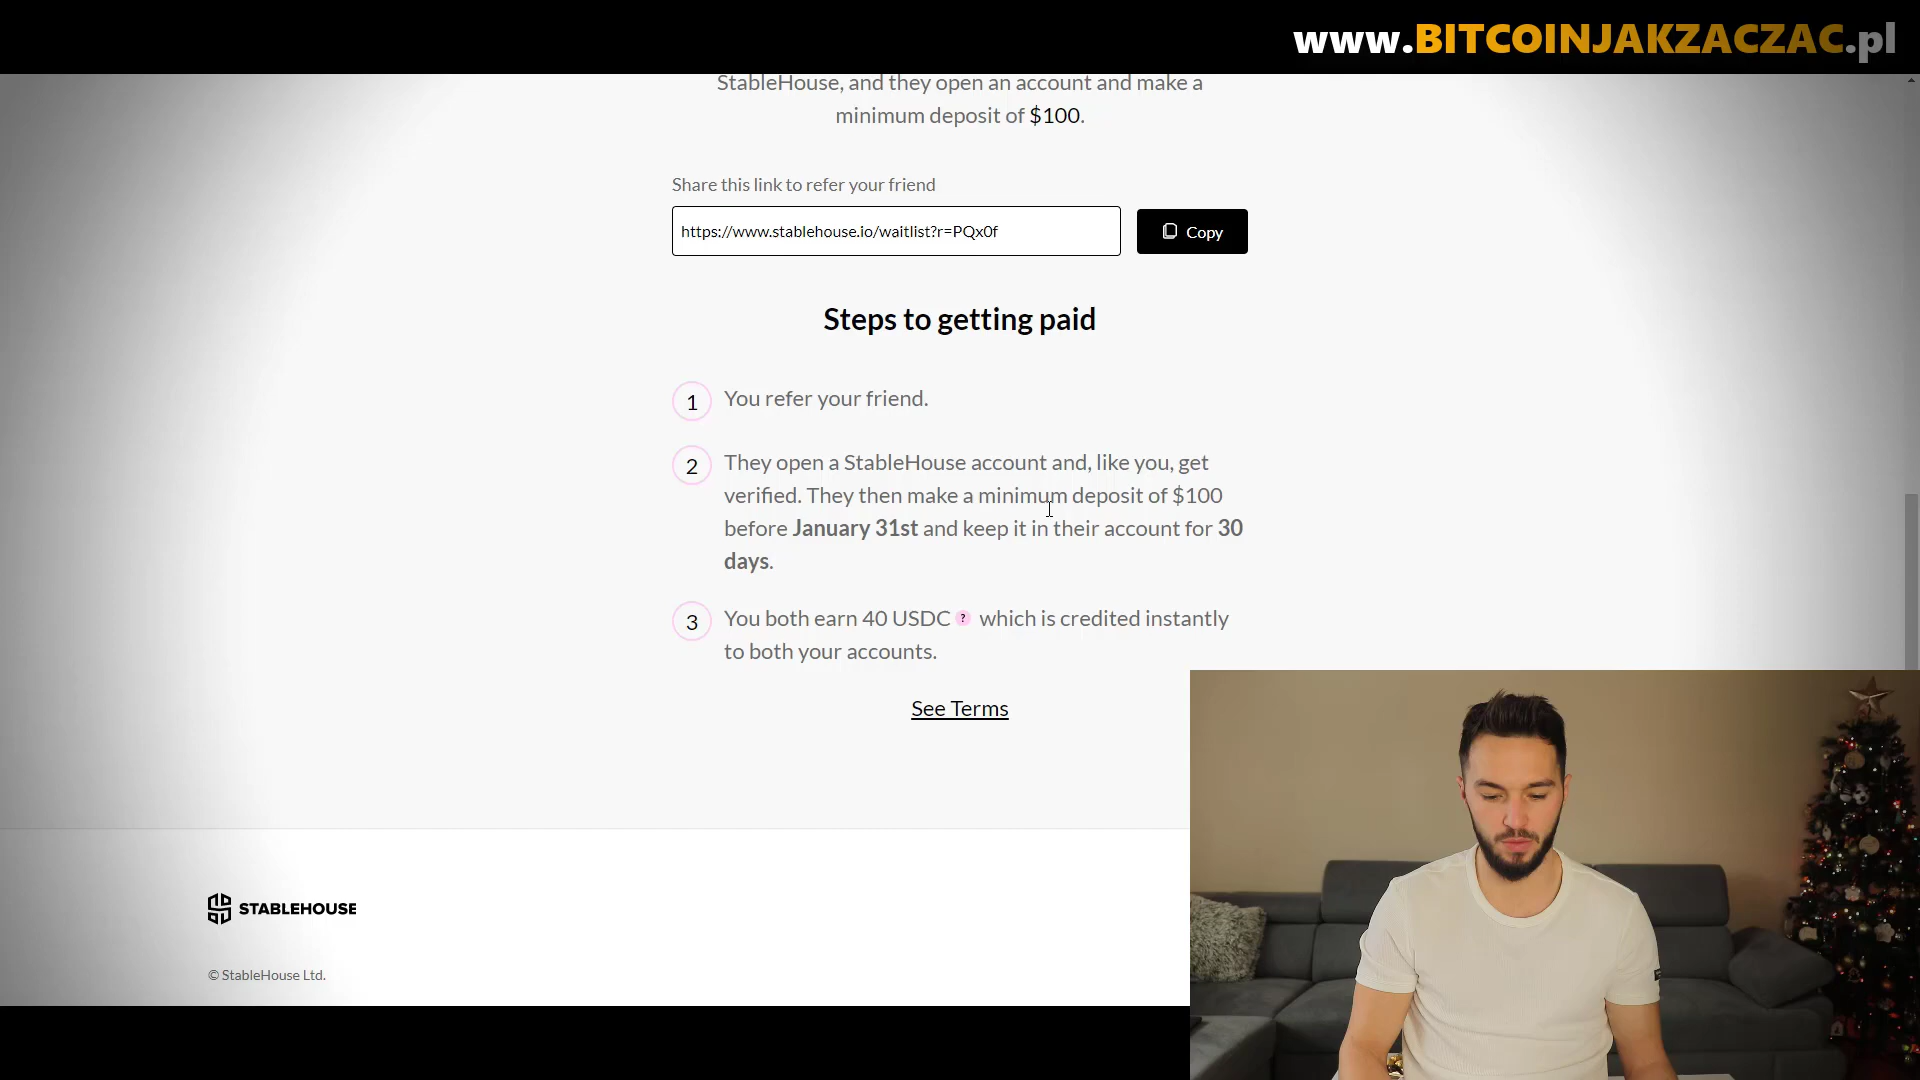 www.BITCOINJAKZACZAC.pl
StableHouse, and they open an account and make a
minimum deposit of $100.
Share this link to refer your friend
https://www.stablehouse.io/waitlist?r=PQx0f
Copy
Steps to getting paid
1 You refer your friend.
2 They open a StableHouse account and, like you, get
verified. They then make a minimum deposit of $100
before January 31st and keep it in their account for 30
days.
3 You both earn 40 USDC ? which is credited instantly
to both your accounts.
See Terms
STABLEHOUSE
© StableHouse Ltd.